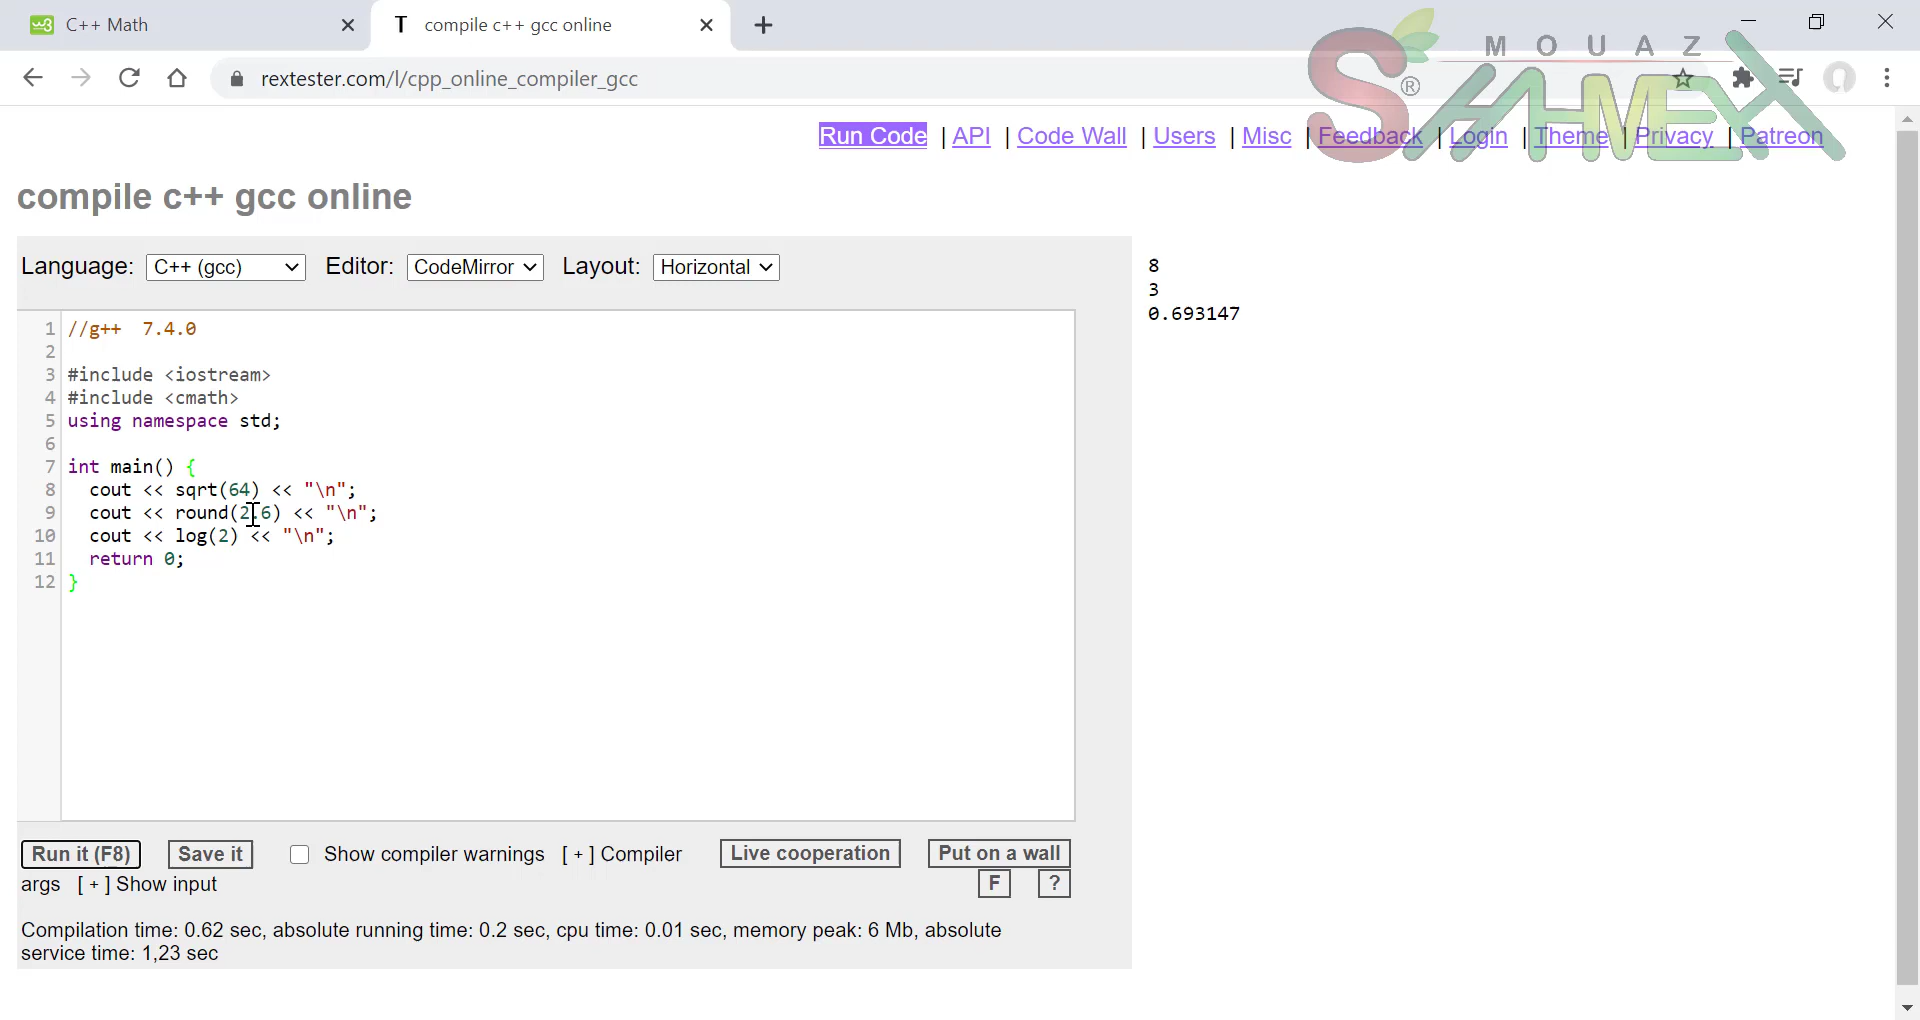 C++ Math
compile c++ gcc online
rextester.com/l/cpp_online_compiler_gcc
MOUAZ
SHAHMEX
®
Run Code | API | Code Wall | Users | Misc | Feedback | Login | Theme | Privacy | Patreon
compile c++ gcc online
Language: C++ (gcc) Editor: CodeMirror Layout: Horizontal
1 //g++  7.4.0
2
3 #include <iostream>
4 #include <cmath>
5 using namespace std;
6
7 int main() {
8   cout << sqrt(64) << "\n";
9   cout << round(2.6) << "\n";
10   cout << log(2) << "\n";
11   return 0;
12 }
8
3
0.693147
Run it (F8) Save it Show compiler warnings [ + ] Compiler Live cooperation Put on a wall
args [ + ] Show input F ?
Compilation time: 0.62 sec, absolute running time: 0.2 sec, cpu time: 0.01 sec, memory peak: 6 Mb, absolute
service time: 1,23 sec